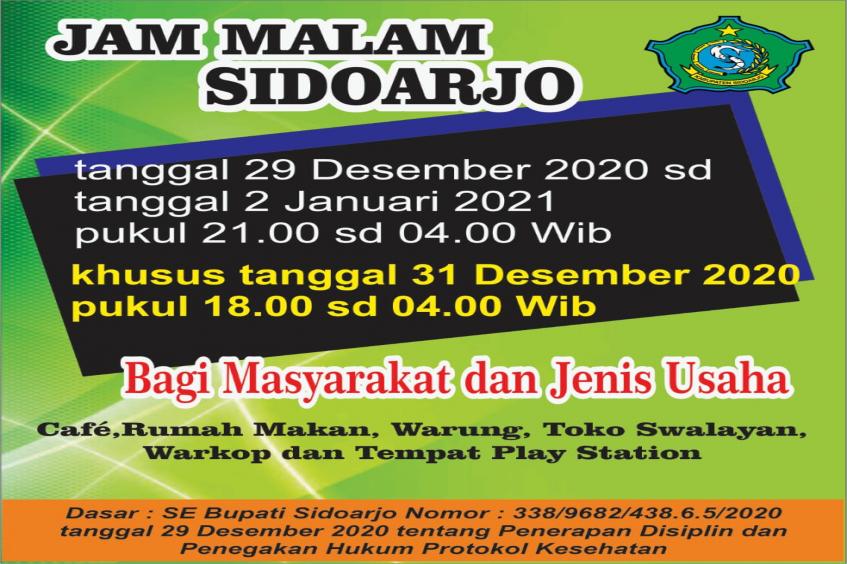 JAM MALAM
SIDOARJO
KABUPATEN SIDOARJO
tanggal 29 Desember 2020 sd
tanggal 2 Januari 2021
pukul 21.00 sd 04.00 Wib
khusus tanggal 31 Desember 2020
pukul 18.00 sd 04.00 Wib
Bagi Masyarakat dan Jenis Usaha
Café,Rumah Makan, Warung, Toko Swalayan,
Warkop dan Tempat Play Station
Dasar : SE Bupati Sidoarjo Nomor : 338/9682/438.6.5/2020
tanggal 29 Desember 2020 tentang Penerapan Disiplin dan
Penegakan Hukum Protokol Kesehatan